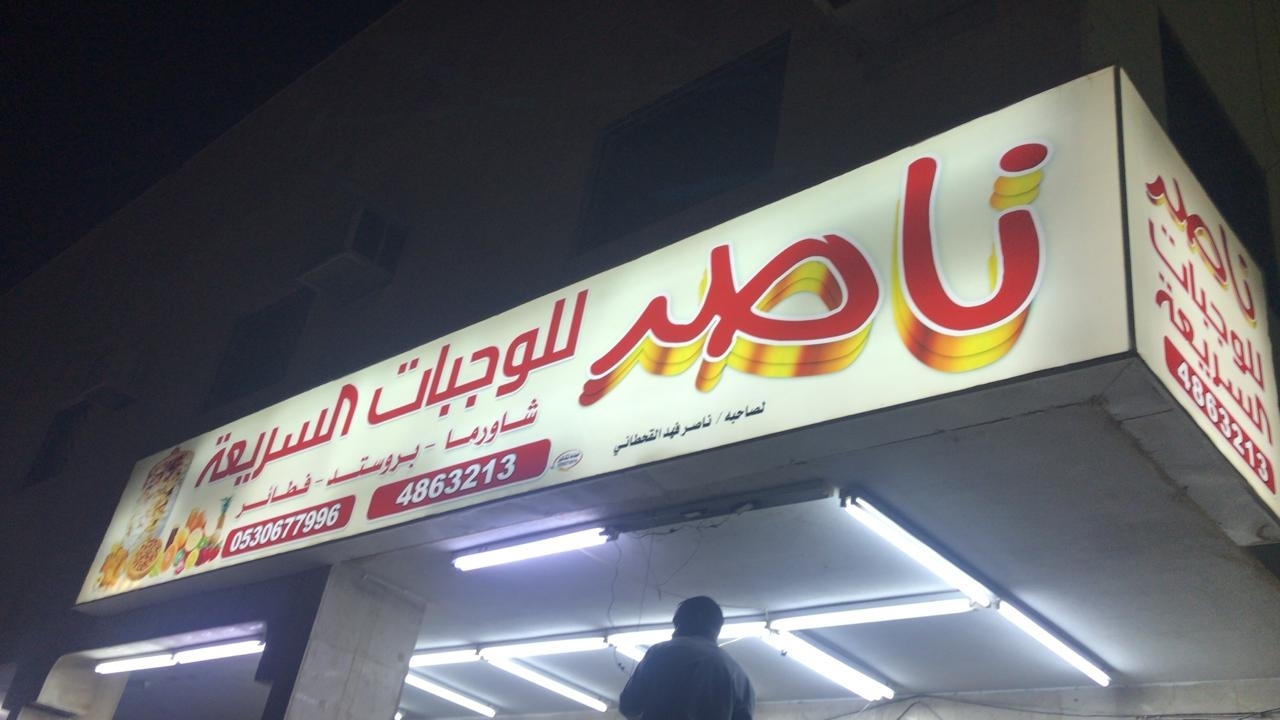 ناصر للوجبات السريعة
شاورما - بروستد - فطائر
4863213
0530677996
لصاحبه / ناصر فهد القحطاني
ناصر
للوجبات
السريعة
4863213